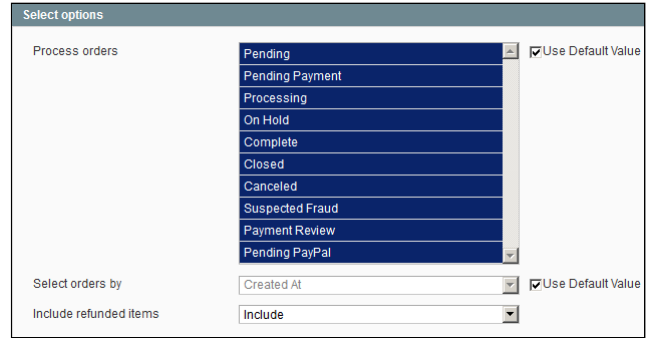 Select options
Process orders
Pending
Use Default Value
Pending Payment
Processing
On Hold
Complete
Closed
Canceled
Suspected Fraud
Payment Review
Pending PayPal
Select orders by
Created At
Use Default Value
Include refunded items
Include